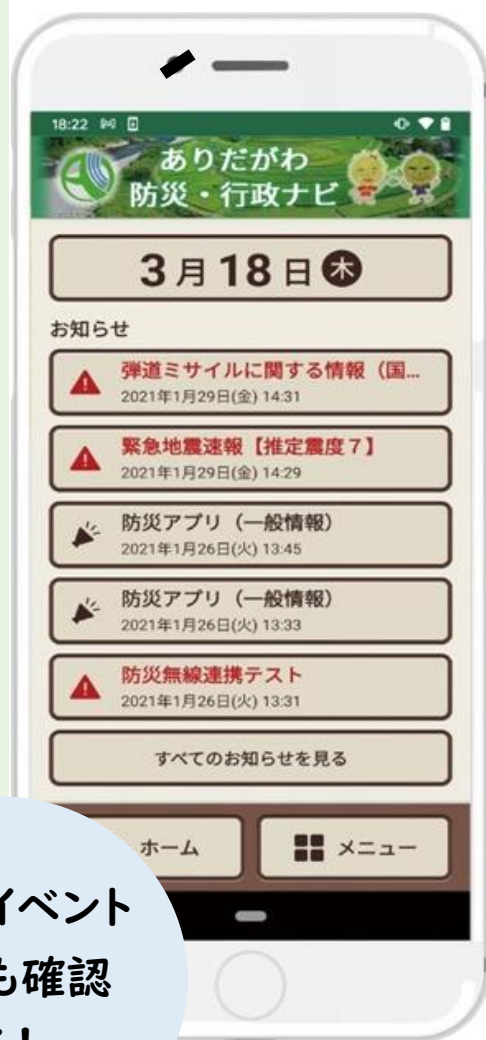 18:22
ありだがわ
防災・行政ナビ
3月18日 木
お知らせ
弾道ミサイルに関する情報（国...
2021年1月29日(金) 14:31
緊急地震速報【推定震度７】
2021年1月29日(金) 14:29
防災アプリ（一般情報）
2021年1月26日(火) 13:45
防災アプリ（一般情報）
2021年1月26日(火) 13:33
防災無線連携テスト
2021年1月26日(火) 13:31
すべてのお知らせを見る
ホーム
メニュー
イベント
も確認